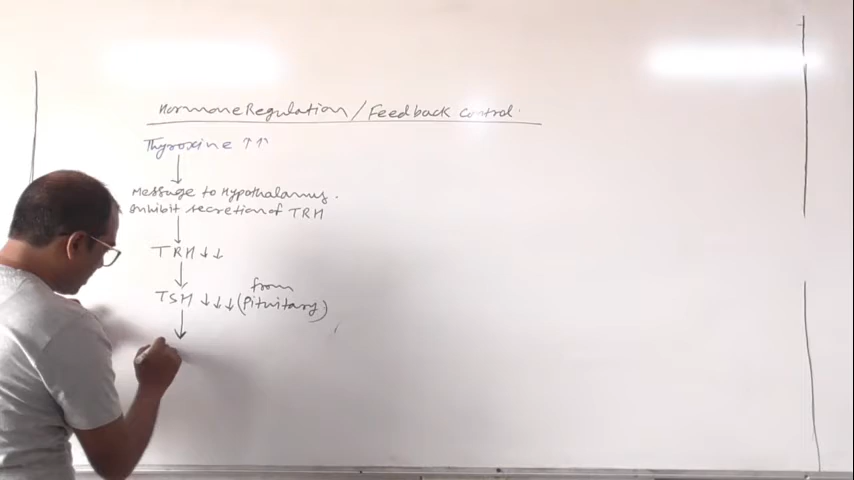 Hormone Regulation / Feedback control.
Thyroxine ↑↑
↓
Message to Hypothalamus.
Inhibit secretion of TRH
↓
TRH ↓↓
↓
TSH ↓↓↓ (from Pituitary)
↓